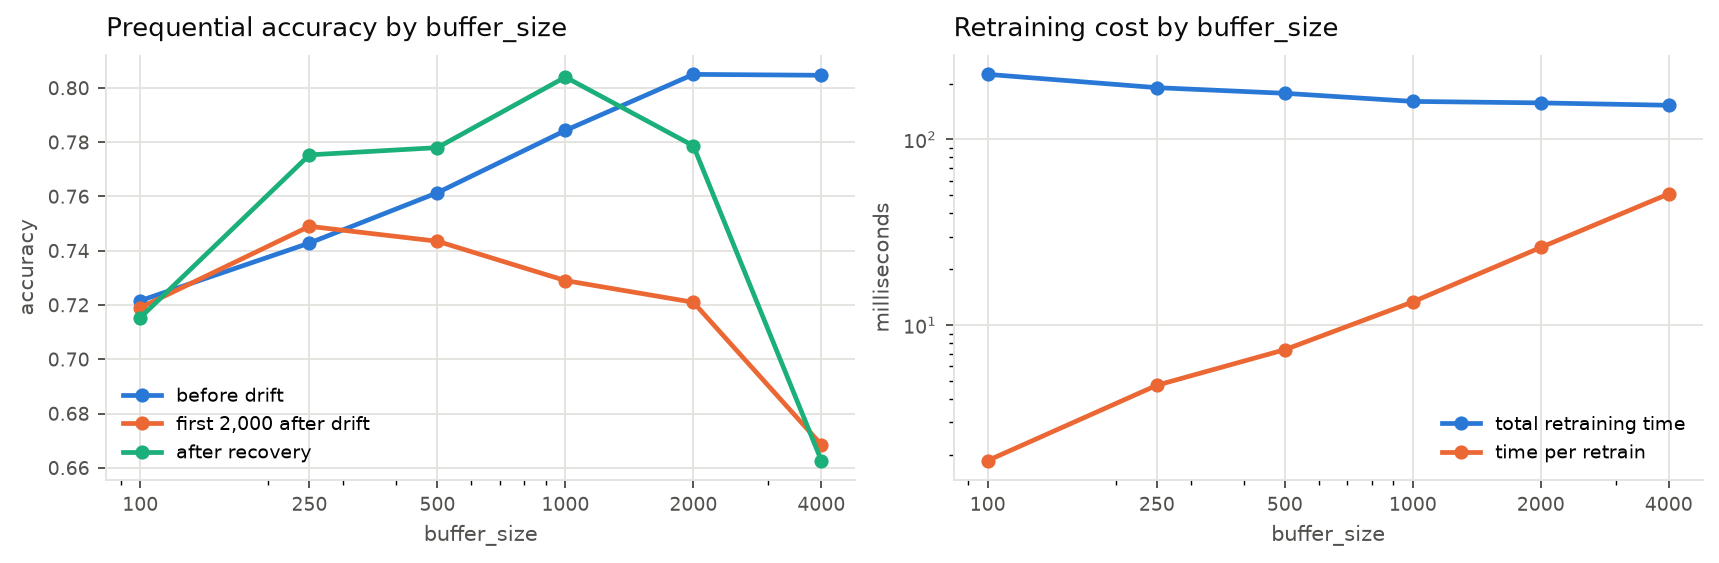 Prequential accuracy by buffer_size
accuracy
0.80
0.78
0.76
0.74
0.72
0.70
0.68
0.66
before drift
first 2,000 after drift
after recovery
100
250
500
1000
2000
4000
buffer_size
Retraining cost by buffer_size
milliseconds
10²
10¹
total retraining time
time per retrain
100
250
500
1000
2000
4000
buffer_size